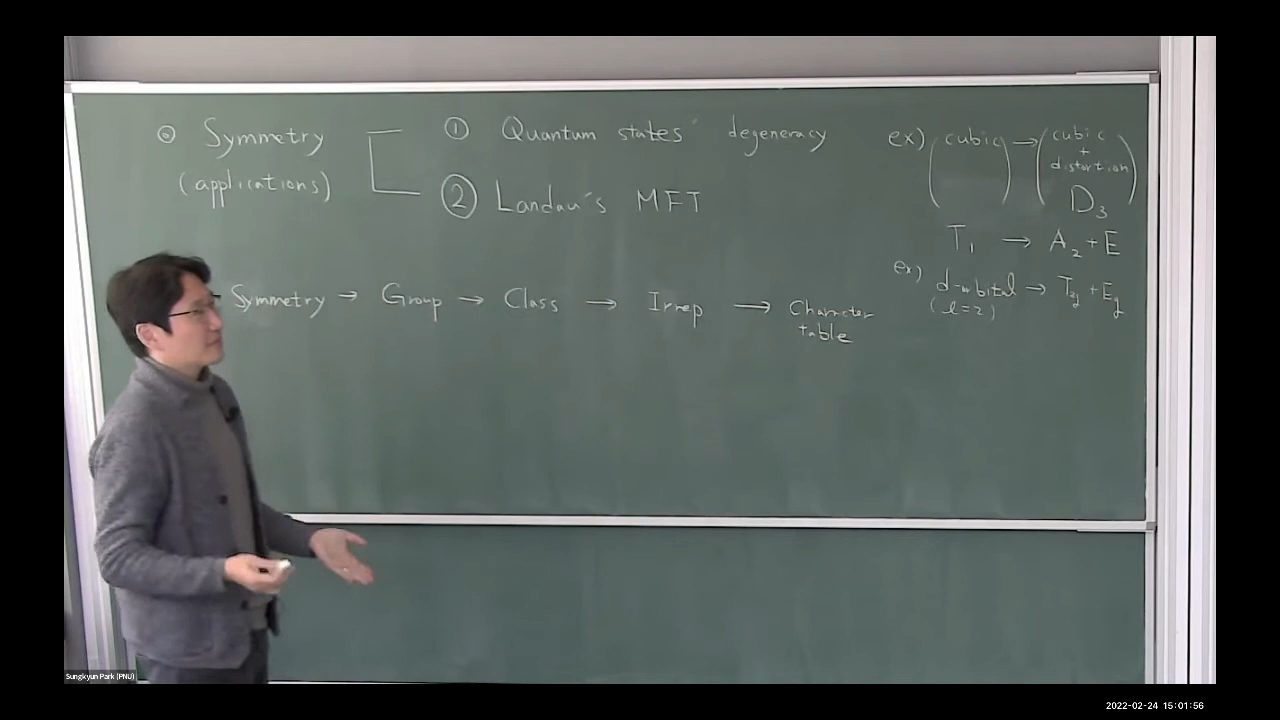 ⊙ Symmetry
(applications)
① Quantum states' degeneracy
② Landau's MFT
Symmetry → Group → Class → Irrep → Character table
ex) (cubic) → (cubic + distortion D₃)
T₁ → A₂ + E
ex) d-orbital → T₂g + Eg
(l=2)
Sungkyun Park (PNU)
2022-02-24 15:01:56